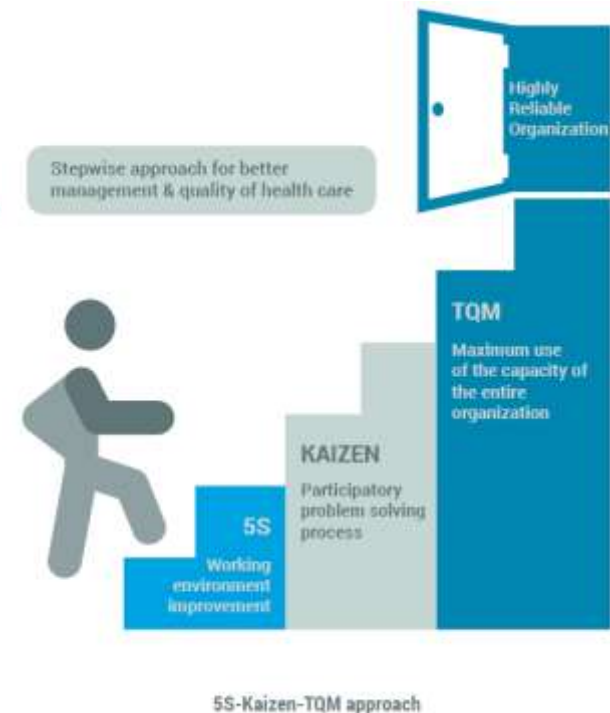 Highly
Reliable
Organization
Stepwise approach for better
management & quality of health care
TQM
Maximum use
of the capacity of
the entire
organization
KAIZEN
Participatory
problem solving
process
5S
Working
environment
improvement
5S-Kaizen-TQM approach